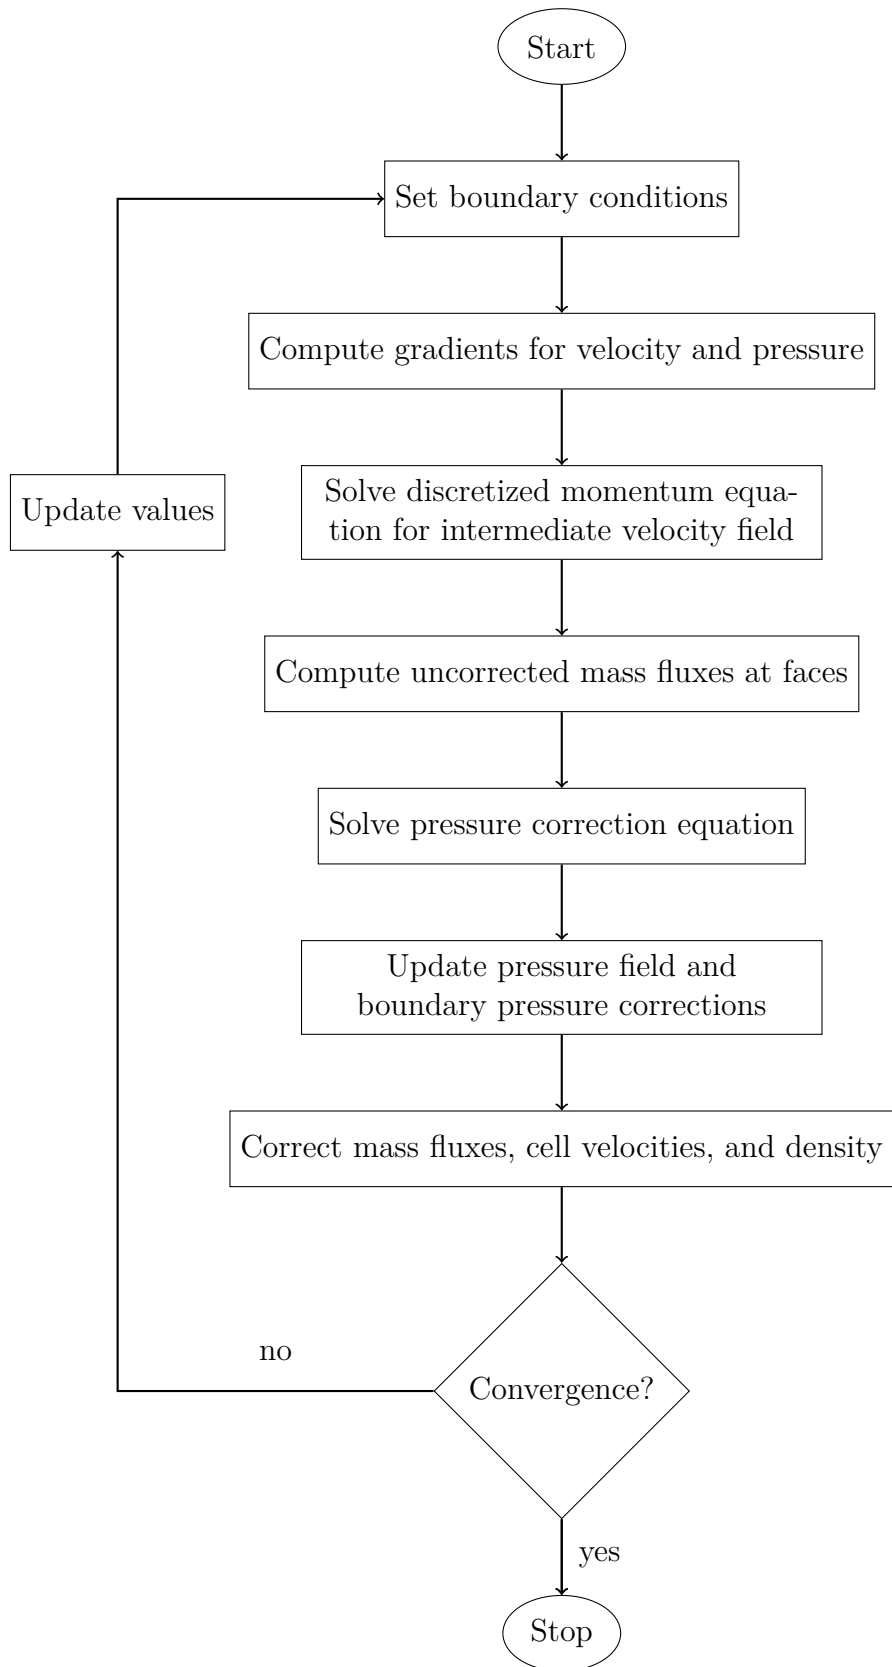 Start
Set boundary conditions
Compute gradients for velocity and pressure
Solve discretized momentum equa-
tion for intermediate velocity field
Update values
Compute uncorrected mass fluxes at faces
Solve pressure correction equation
Update pressure field and
boundary pressure corrections
Correct mass fluxes, cell velocities, and density
no
Convergence?
yes
Stop